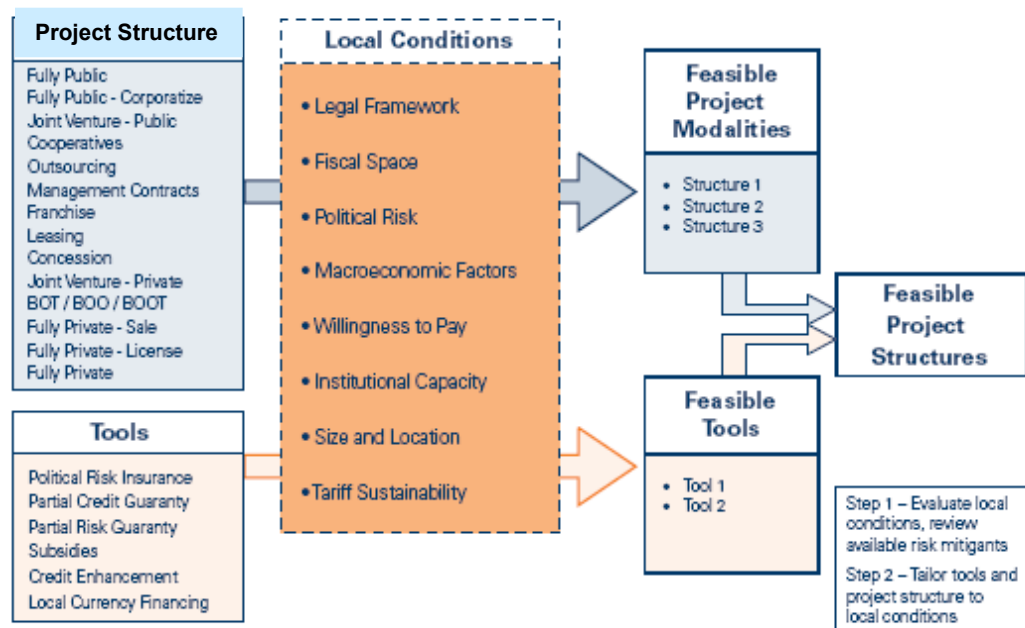 Project Structure
Fully Public
Fully Public - Corporatize
Joint Venture - Public
Cooperatives
Outsourcing
Management Contracts
Franchise
Leasing
Concession
Joint Venture - Private
BOT / BOO / BOOT
Fully Private - Sale
Fully Private - License
Fully Private
Tools
Political Risk Insurance
Partial Credit Guaranty
Partial Risk Guaranty
Subsidies
Credit Enhancement
Local Currency Financing
Local Conditions
• Legal Framework
• Fiscal Space
• Political Risk
• Macroeconomic Factors
• Willingness to Pay
• Institutional Capacity
• Size and Location
• Tariff Sustainability
Feasible
Project
Modalities
• Structure 1
• Structure 2
• Structure 3
Feasible
Tools
• Tool 1
• Tool 2
Feasible
Project
Structures
Step 1 – Evaluate local
conditions, review
available risk mitigants
Step 2 – Tailor tools and
project structure to
local conditions